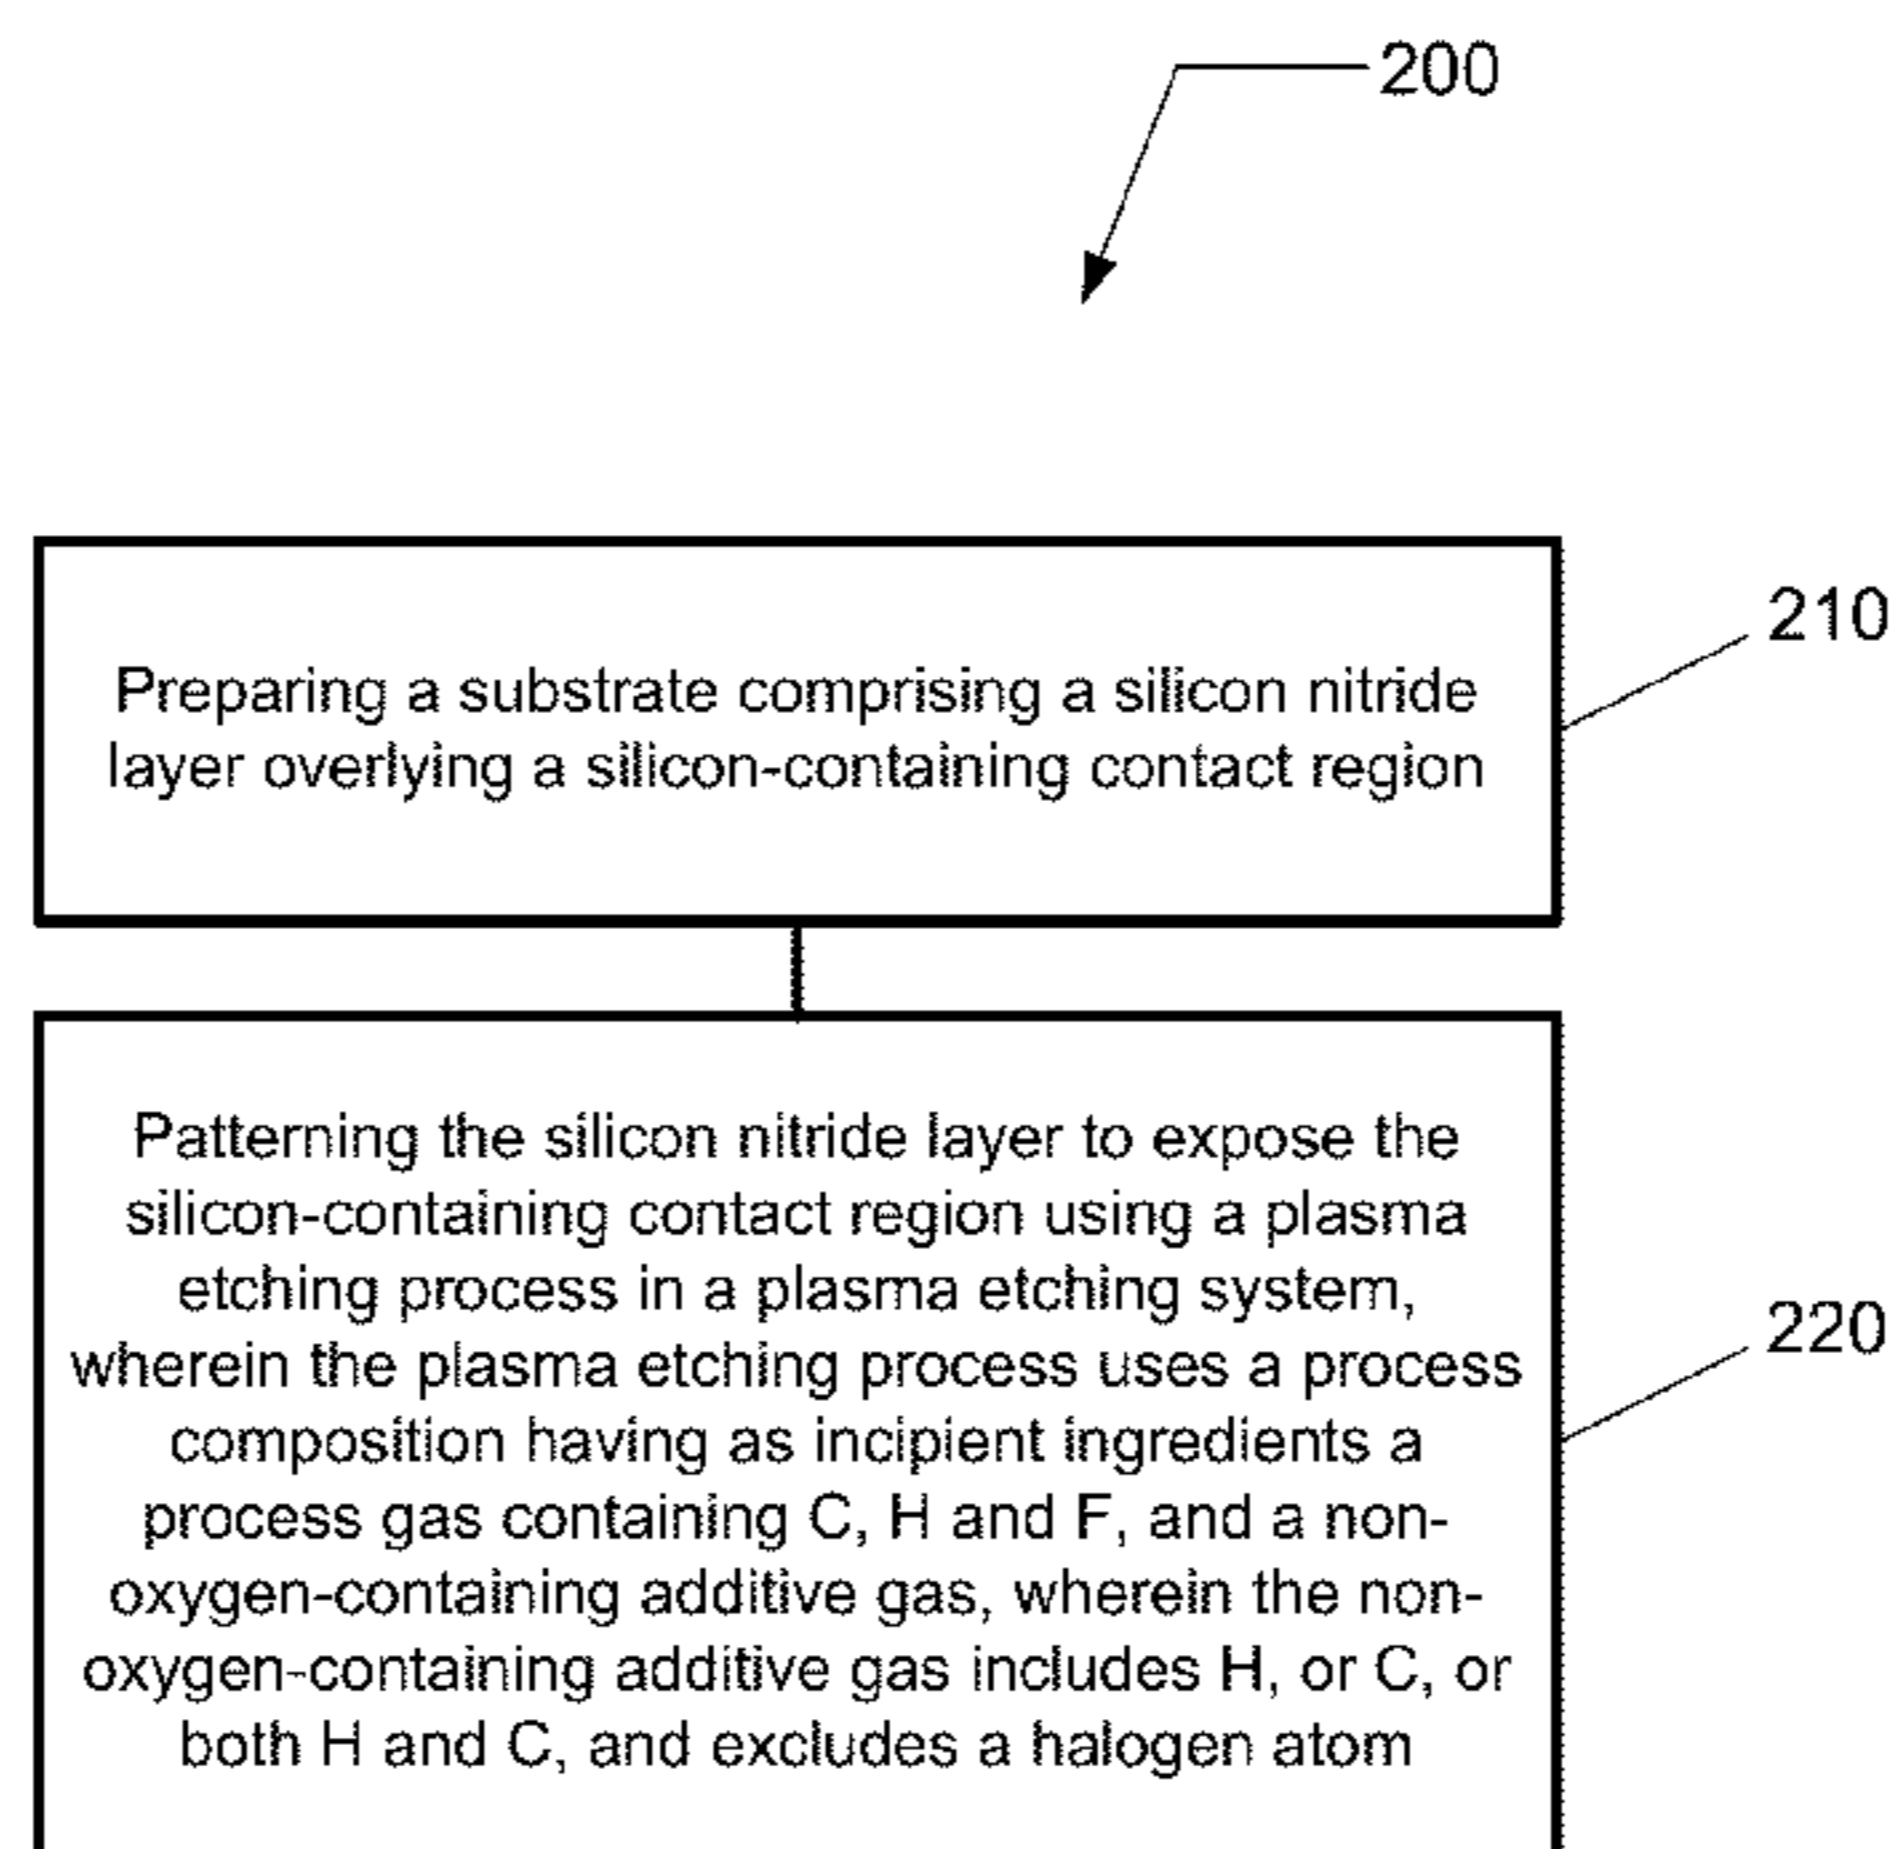 200
210
Preparing a substrate comprising a silicon nitride
layer overlying a silicon-containing contact region
220
Patterning the silicon nitride layer to expose the
silicon-containing contact region using a plasma
etching process in a plasma etching system,
wherein the plasma etching process uses a process
composition having as incipient ingredients a
process gas containing C, H and F, and a non-
oxygen-containing additive gas, wherein the non-
oxygen-containing additive gas includes H, or C, or
both H and C, and excludes a halogen atom